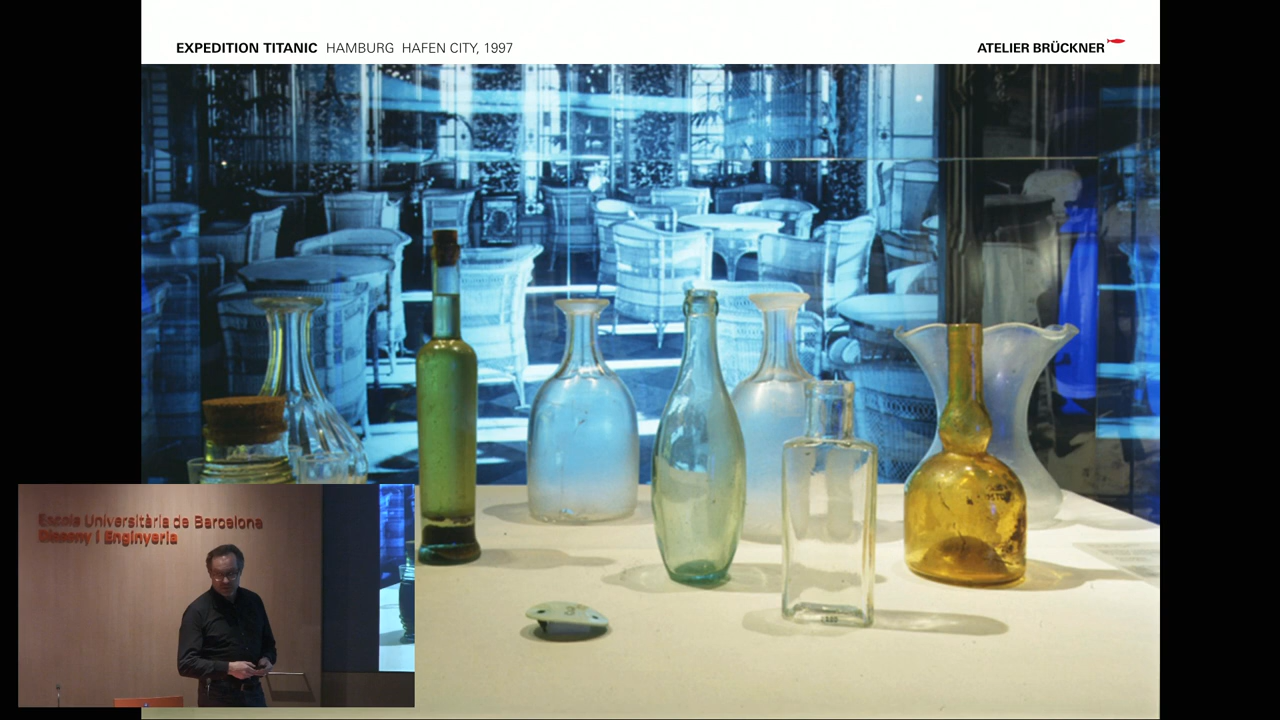 EXPEDITION TITANIC HAMBURG HAFEN CITY, 1997
ATELIER BRÜCKNER
Escola Universitària de Barcelona
Disseny i Enginyeria